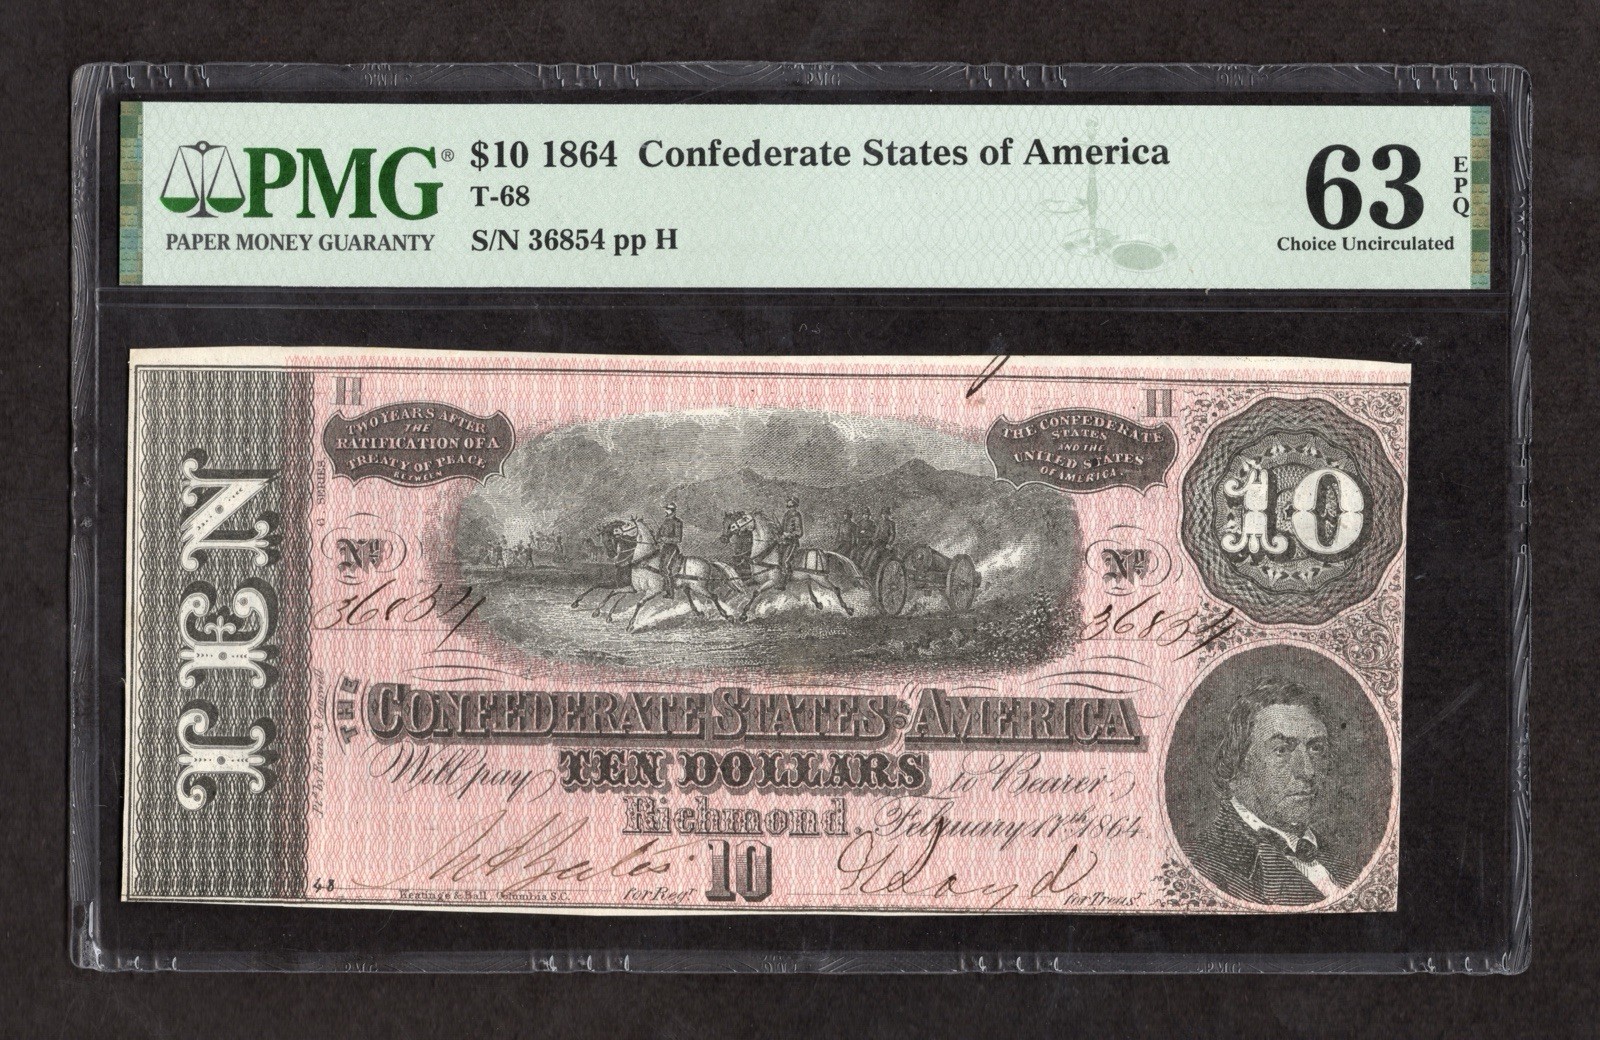 PMG®
PAPER MONEY GUARANTY
$10 1864 Confederate States of America
T-68
S/N 36854 pp H
63 EPQ
Choice Uncirculated
TEN
H
H
TWO YEARS AFTER
THE
RATIFICATION OF A
TREATY OF PEACE
BETWEEN
THE CONFEDERATE
STATES
AND THE
UNITED STATES
OF AMERICA.
10
SERIES
No.
36854
No.
36854
THE
CONFEDERATE STATES OF AMERICA
Will pay TEN DOLLARS to Bearer.
Richmond, February 17th 1864.
10
48
Keatinge & Ball Columbia S.C.
for Regr.
for Treasr.